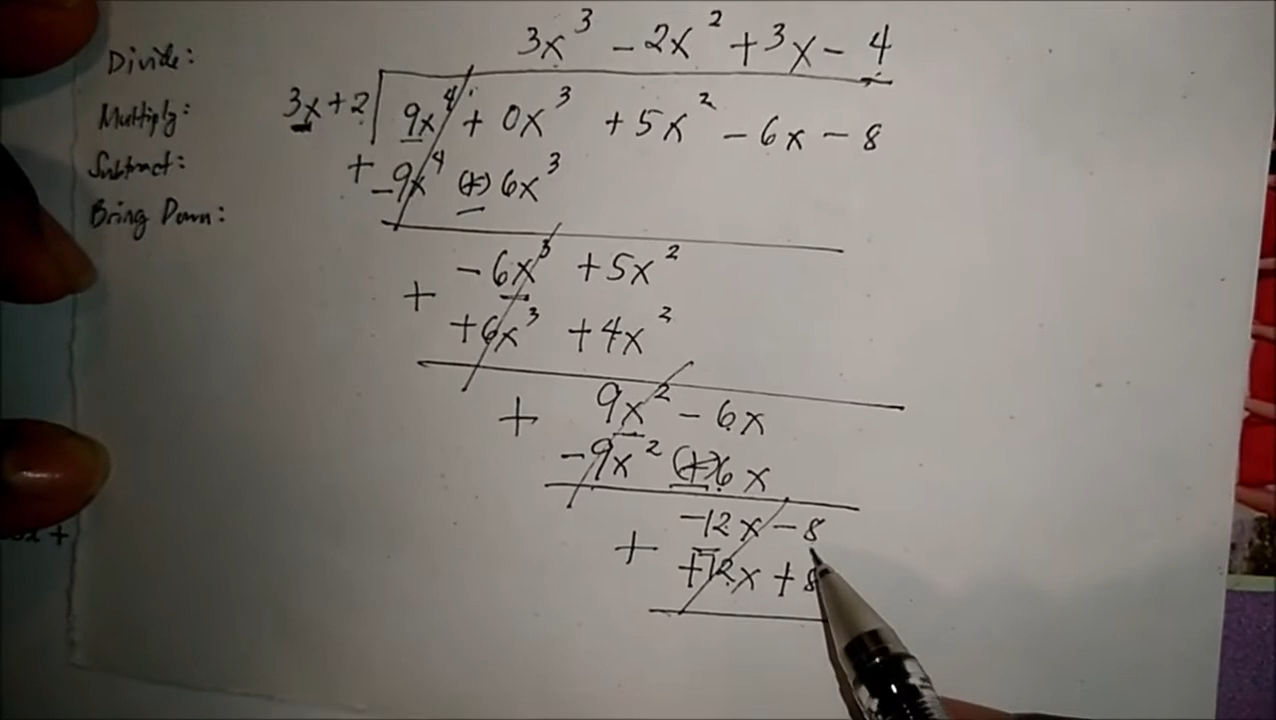 3x³ - 2x² + 3x - 4
Divide:
3x + 2 9x⁴ + 0x³ + 5x² - 6x - 8
Multiply:
Subtract:
+ -9x⁴ (+) 6x³
Bring Down:
-6x³ + 5x²
+
+6x³ + 4x²
+ 9x² - 6x
-9x² (+) 6x
-12x - 8
+
+12x + 8